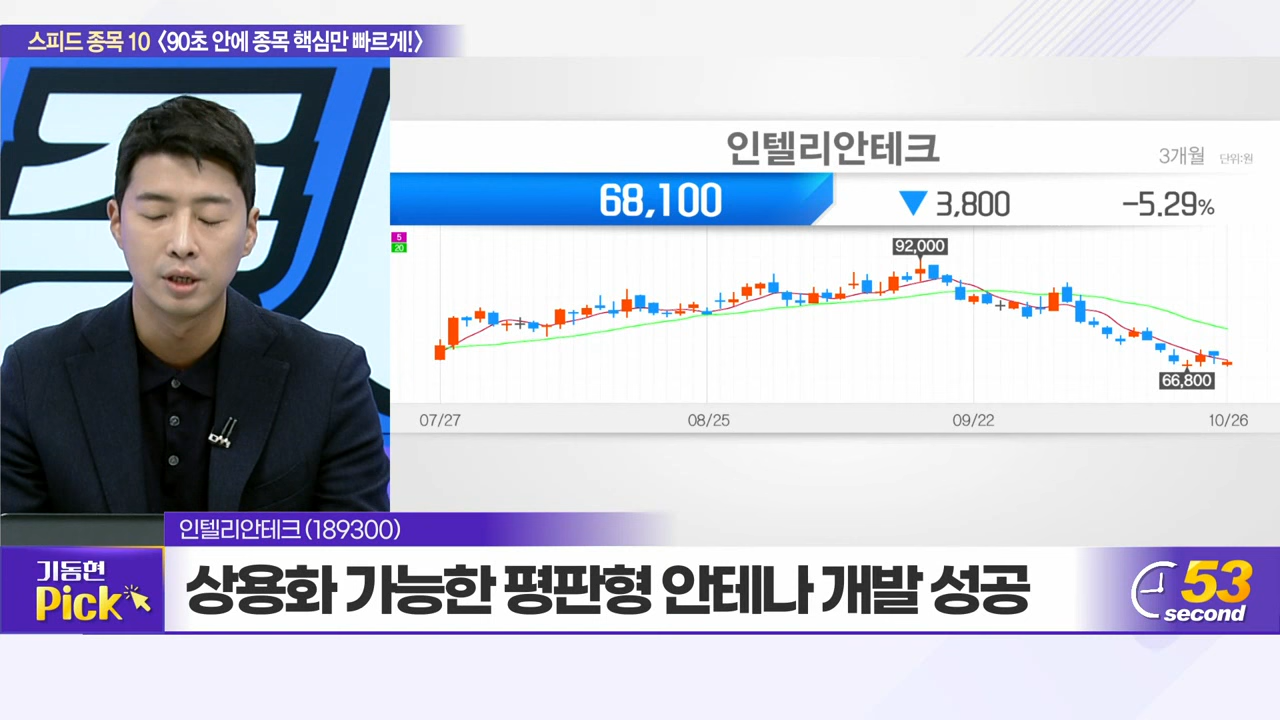 스피드 종목 10 〈90초 안에 종목 핵심만 빠르게!〉
인텔리안테크
3개월 단위:원
68,100 ▼ 3,800 -5.29%
5
20
92,000
66,800
07/27 08/25 09/22 10/26
인텔리안테크(189300)
기동현
Pick
상용화 가능한 평판형 안테나 개발 성공
53
second